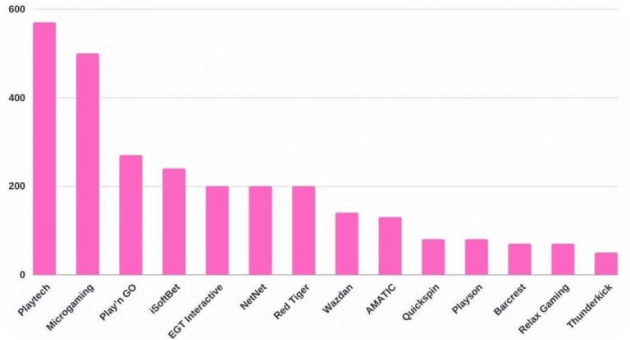 600
400
200
0
Playtech
Microgaming
Play'n GO
iSoftBet
EGT Interactive
NetNet
Red Tiger
Wazdan
AMATIC
Quickspin
Playson
Barcrest
Relax Gaming
Thunderkick